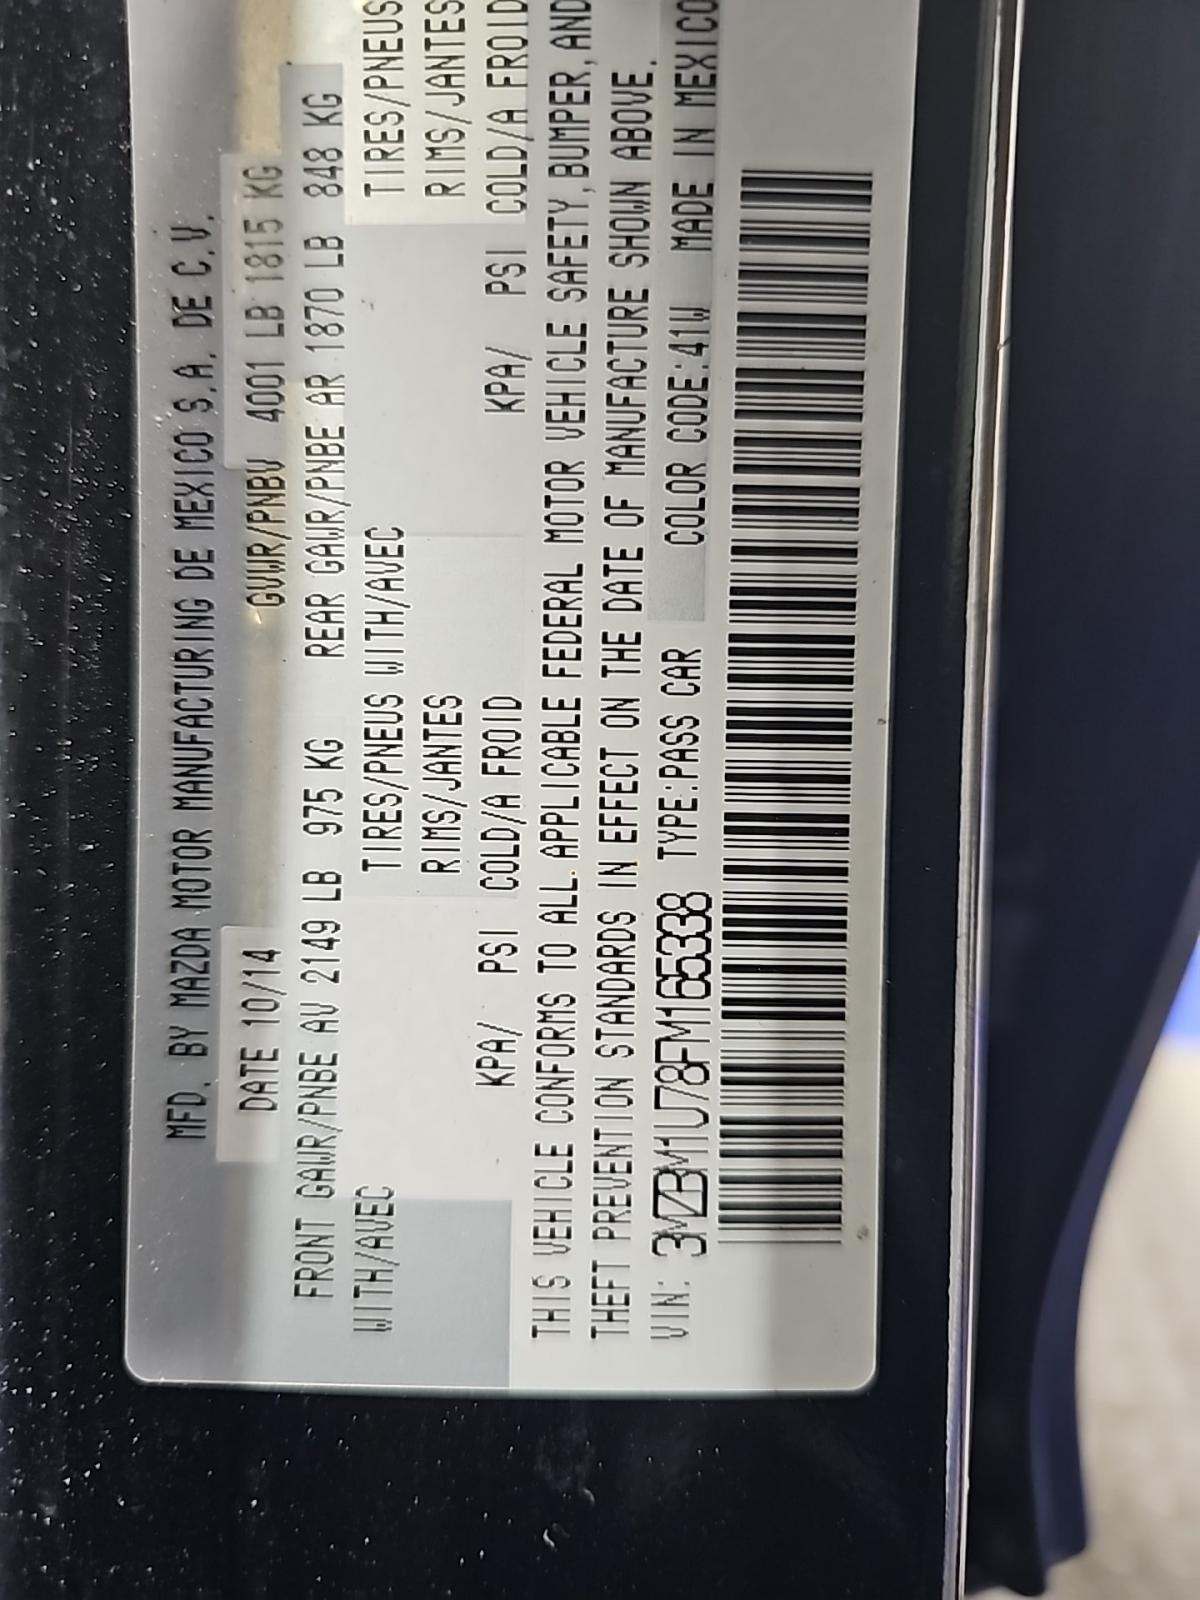 MFD. BY MAZDA MOTOR MANUFACTURING DE MEXICO S.A. DE C.V.
DATE 10/14 GVWR/PNBV 4001 LB 1815 KG
FRONT GAWR/PNBE AV 2149 LB 975 KG REAR GAWR/PNBE AR 1870 LB 848 KG
WITH/AVEC TIRES/PNEUS WITH/AVEC TIRES/PNEUS
RIMS/JANTES RIMS/JANTES
KPA/ PSI COLD/A FROID KPA/ PSI COLD/A FROID
THIS VEHICLE CONFORMS TO ALL APPLICABLE FEDERAL MOTOR VEHICLE SAFETY,BUMPER,AND
THEFT PREVENTION STANDARDS IN EFFECT ON THE DATE OF MANUFACTURE SHOWN ABOVE.
VIN: 3MZBM1U78FM165338 TYPE:PASS CAR COLOR CODE:41W MADE IN MEXICO